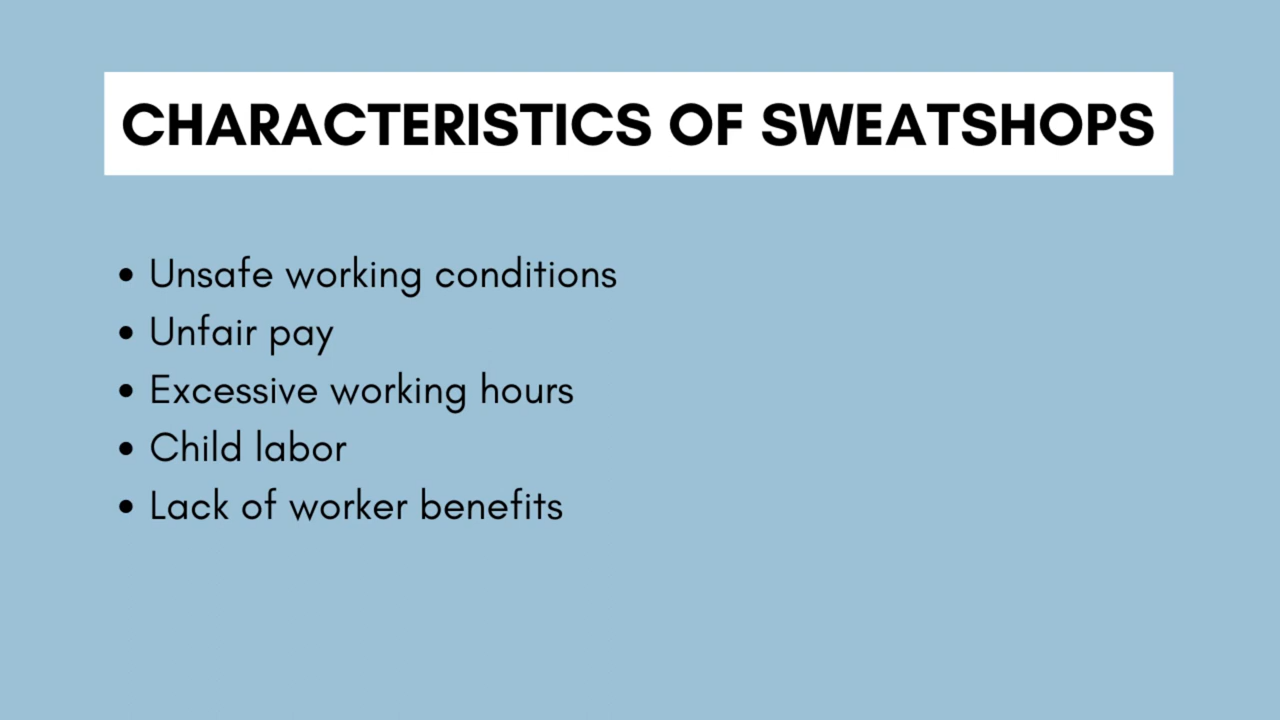 CHARACTERISTICS OF SWEATSHOPS
• Unsafe working conditions
• Unfair pay
• Excessive working hours
• Child labor
• Lack of worker benefits